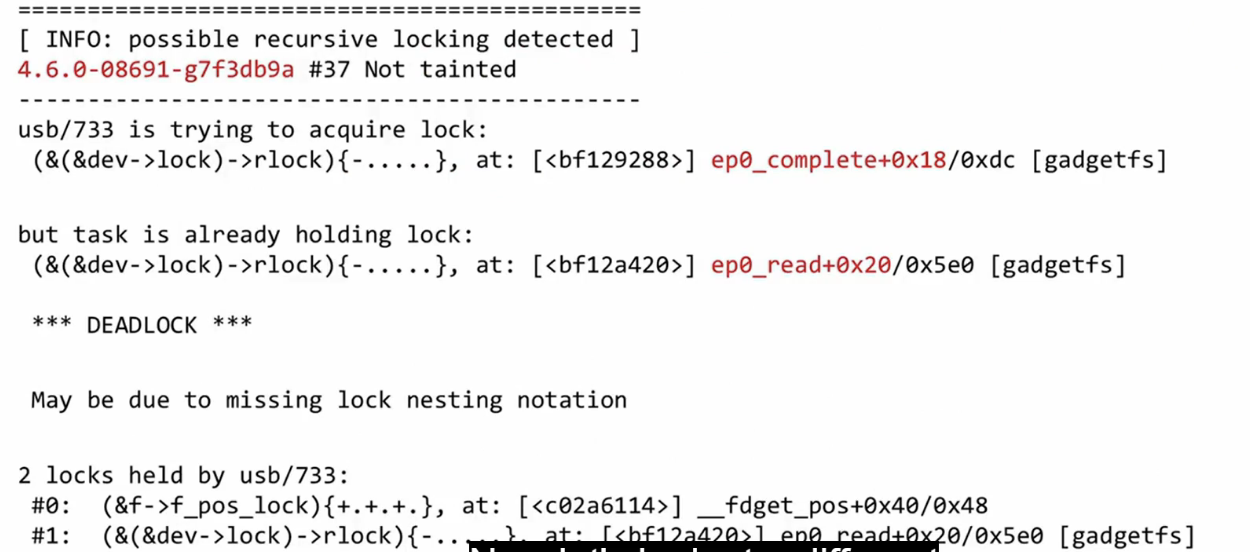 =============================================
[ INFO: possible recursive locking detected ]
4.6.0-08691-g7f3db9a #37 Not tainted
---------------------------------------------
usb/733 is trying to acquire lock:
(&(&dev->lock)->rlock){-.....}, at: [<bf129288>] ep0_complete+0x18/0xdc [gadgetfs]
but task is already holding lock:
(&(&dev->lock)->rlock){-.....}, at: [<bf12a420>] ep0_read+0x20/0x5e0 [gadgetfs]
*** DEADLOCK ***
May be due to missing lock nesting notation
2 locks held by usb/733:
#0: (&f->f_pos_lock){+.+.+.}, at: [<c02a6114>] __fdget_pos+0x40/0x48
#1: (&(&dev->lock)->rlock){-.....}, at: [<bf12a420>] ep0_read+0x20/0x5e0 [gadgetfs]